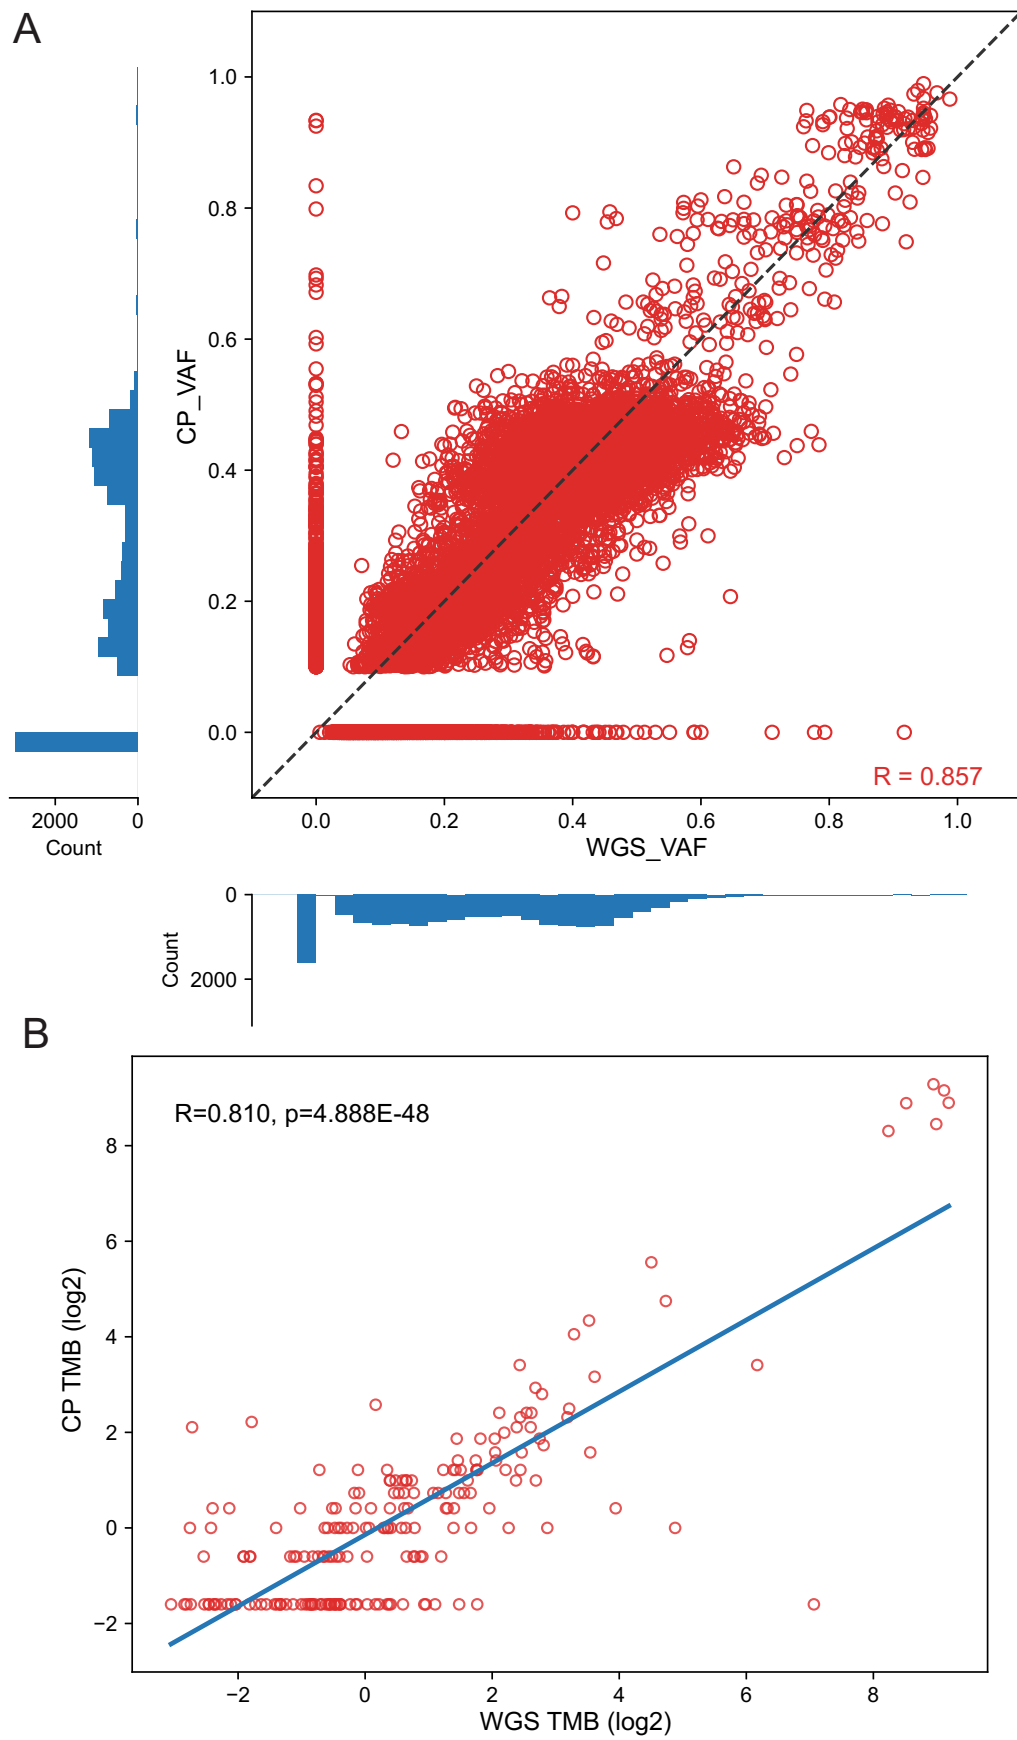 A
1.0
0.8
0.6
0.4
0.2
0.0
CP_VAF
R = 0.857
2000 0
Count
0.0 0.2 0.4 0.6 0.8 1.0
WGS_VAF
0
2000
Count
B
R=0.810, p=4.888E-48
8
6
4
2
0
−2
CP TMB (log2)
−2 0 2 4 6 8
WGS TMB (log2)